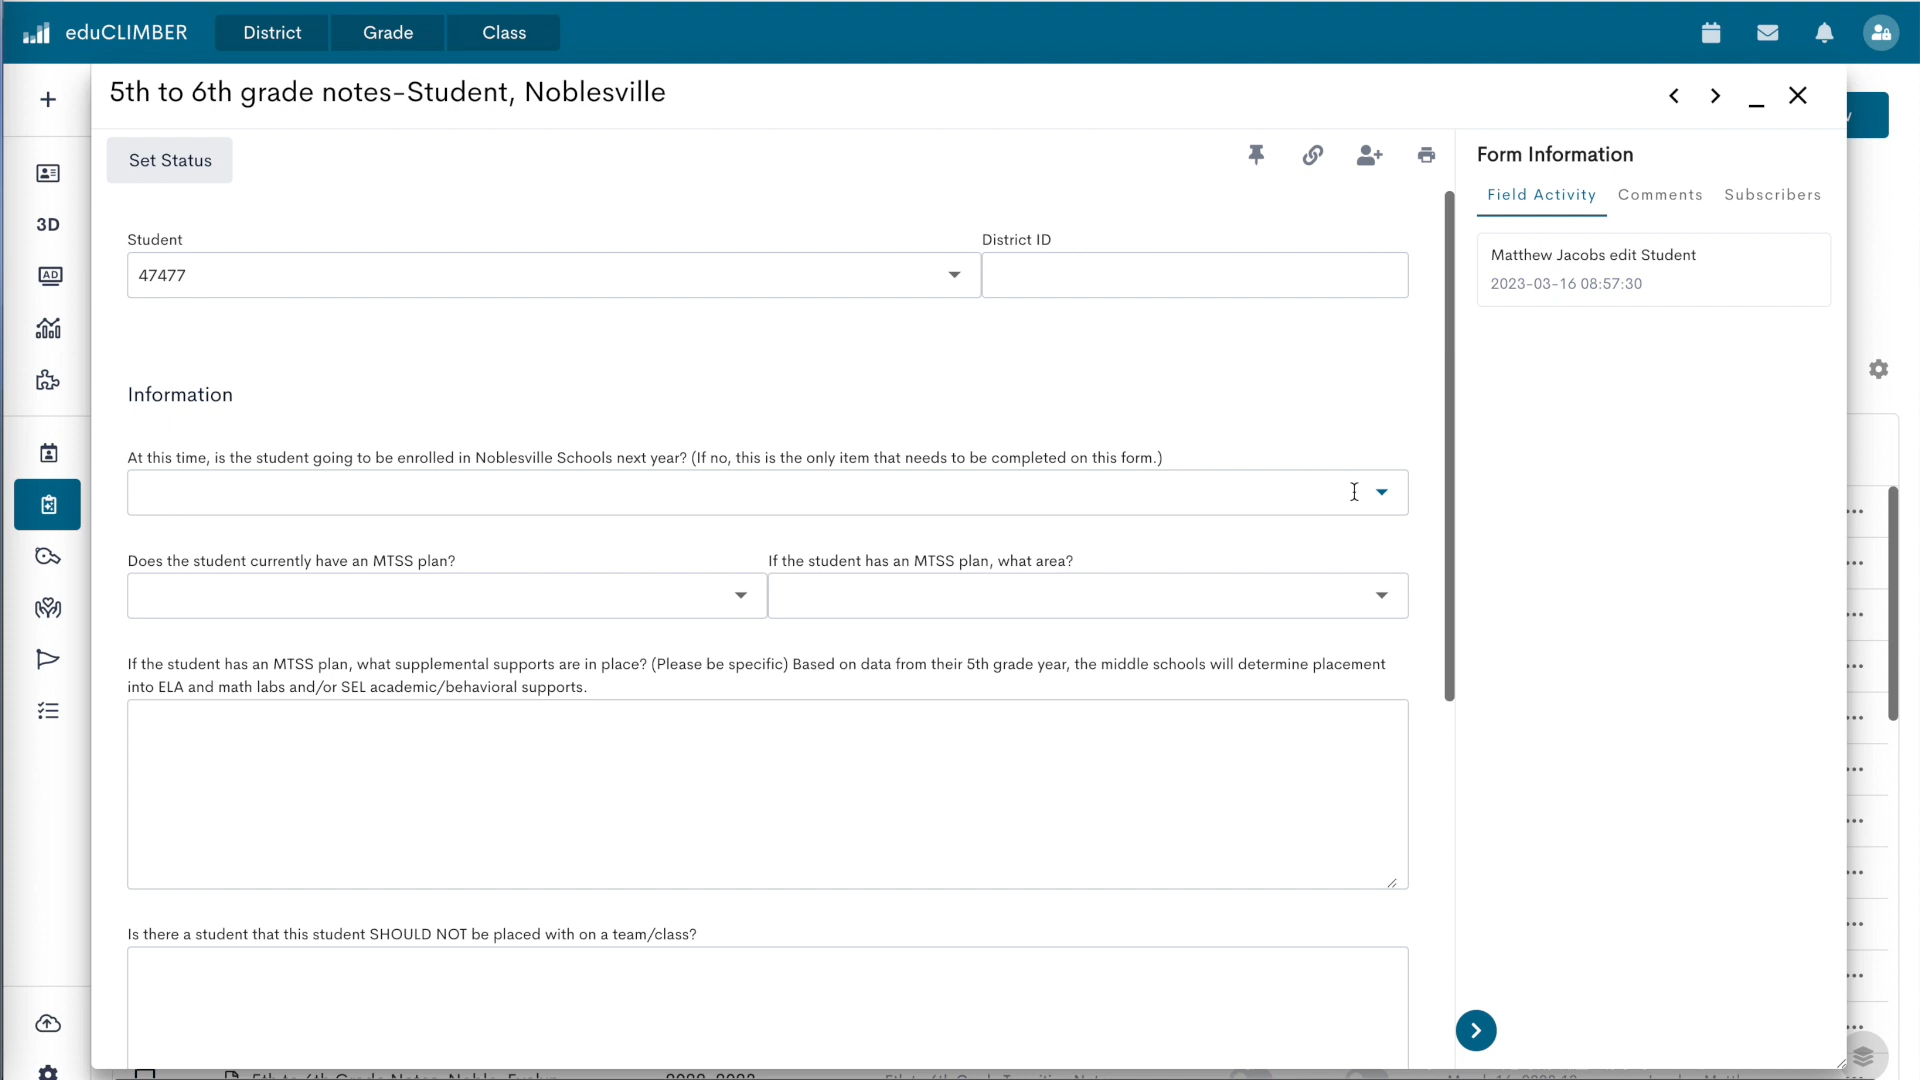 eduCLIMBER District Grade Class
5th to 6th grade notes-Student, Noblesville
Set Status
Form Information
Field Activity Comments Subscribers
Student
District ID
47477
Matthew Jacobs edit Student
2023-03-16 08:57:30
3D
AD
Information
At this time, is the student going to be enrolled in Noblesville Schools next year? (If no, this is the only item that needs to be completed on this form.)
Does the student currently have an MTSS plan?
If the student has an MTSS plan, what area?
If the student has an MTSS plan, what supplemental supports are in place? (Please be specific) Based on data from their 5th grade year, the middle schools will determine placement
into ELA and math labs and/or SEL academic/behavioral supports.
Is there a student that this student SHOULD NOT be placed with on a team/class?